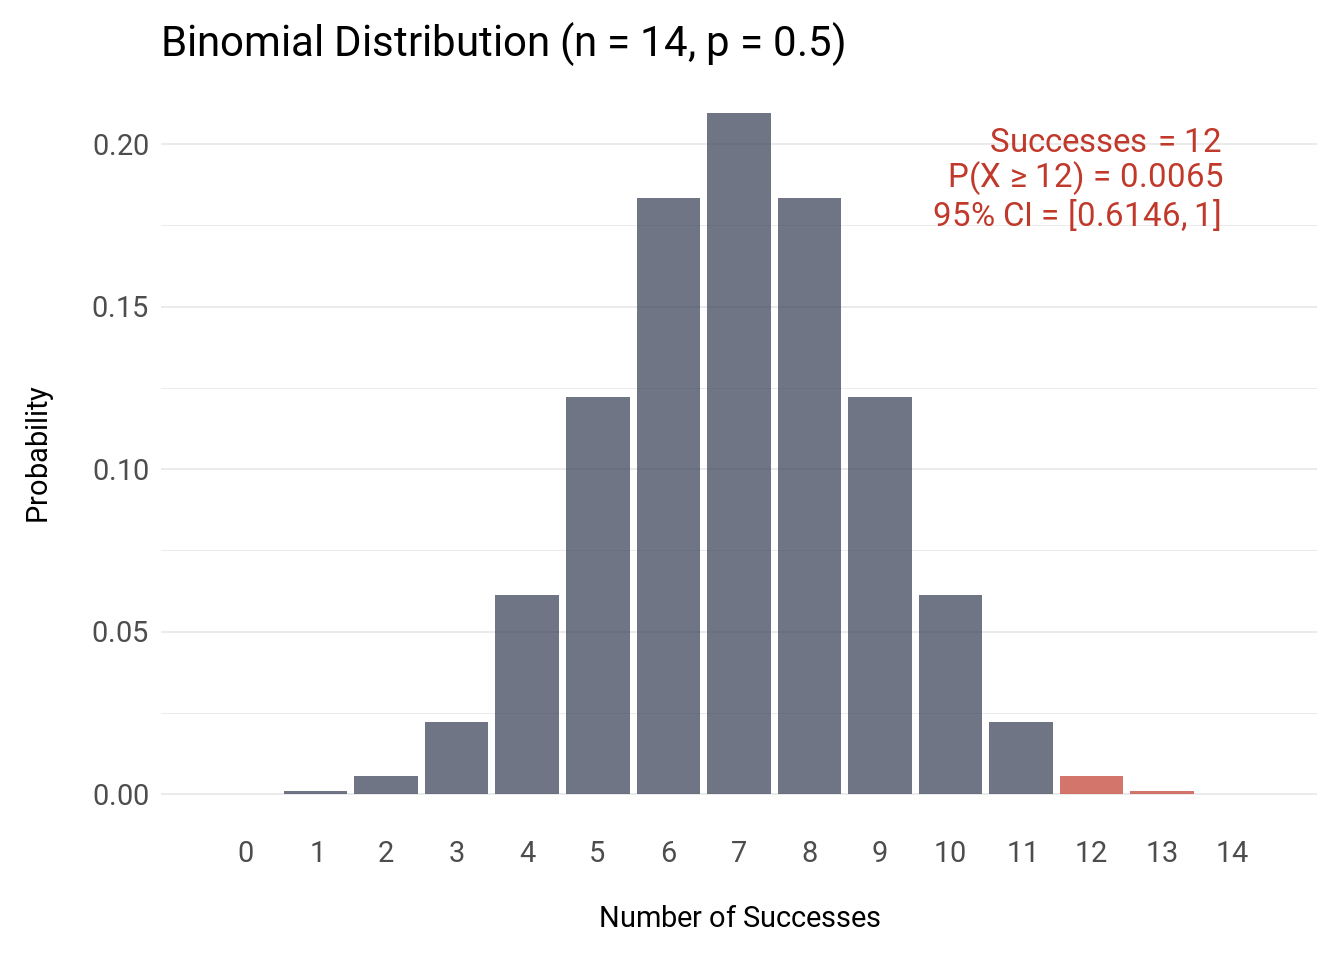 Binomial Distribution (n = 14, p = 0.5)
Successes = 12
P(X ≥ 12) = 0.0065
95% CI = [0.6146, 1]
0.20
0.15
0.10
0.05
0.00
Probability
0 1 2 3 4 5 6 7 8 9 10 11 12 13 14
Number of Successes